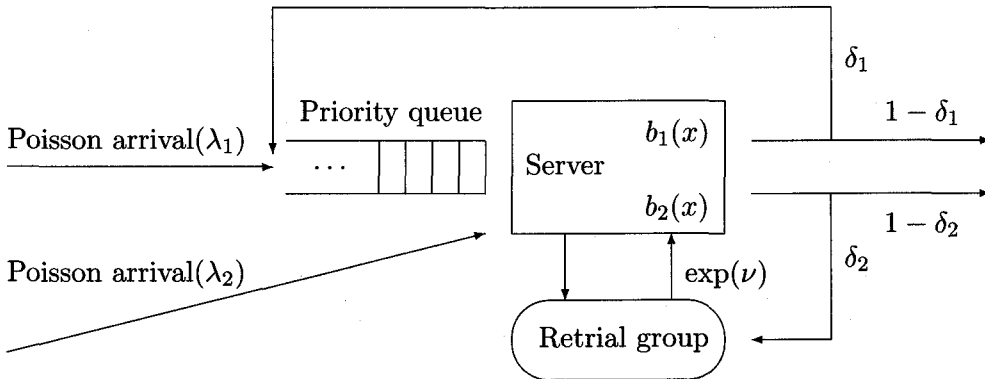 δ₁
Priority queue
1 − δ₁
Poisson arrival(λ₁)
b₁(x)
···
Server
b₂(x)
1 − δ₂
Poisson arrival(λ₂)
exp(ν)
δ₂
Retrial group